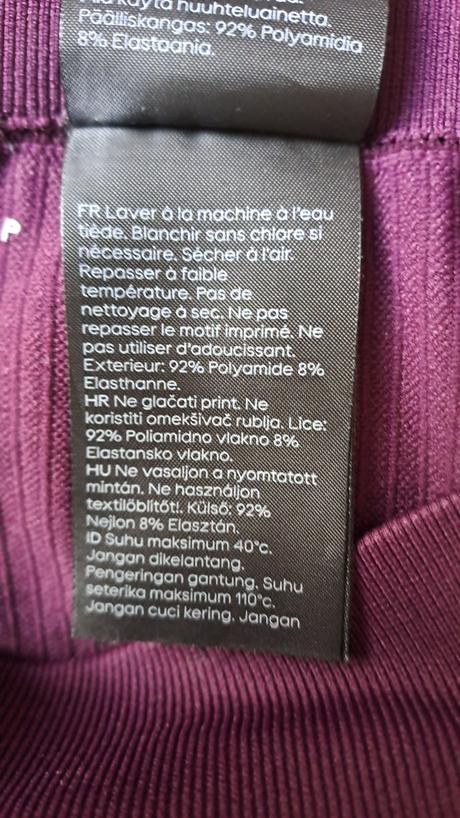 käytä huuhteluainetta.
Päälliskangas: 92% Polyamidia
8% Elastaania.
P
FR Laver à la machine à l'eau
tiède. Blanchir sans chlore si
nécessaire. Sécher à l'air.
Repasser à faible
température. Pas de
nettoyage à sec. Ne pas
repasser le motif imprimé. Ne
pas utiliser d'adoucissant.
Exterieur: 92% Polyamide 8%
Elasthanne.
HR Ne glačati print. Ne
koristiti omekšivač rublja. Lice:
92% Poliamidno vlakno 8%
Elastansko vlakno.
HU Ne vasaljon a nyomtatott
mintán. Ne használjon
textilöblítőt!. Külső: 92%
Nejlon 8% Elasztán.
ID Suhu maksimum 40°c.
Jangan dikelantang.
Pengeringan gantung. Suhu
seterika maksimum 110°c.
Jangan cuci kering. Jangan